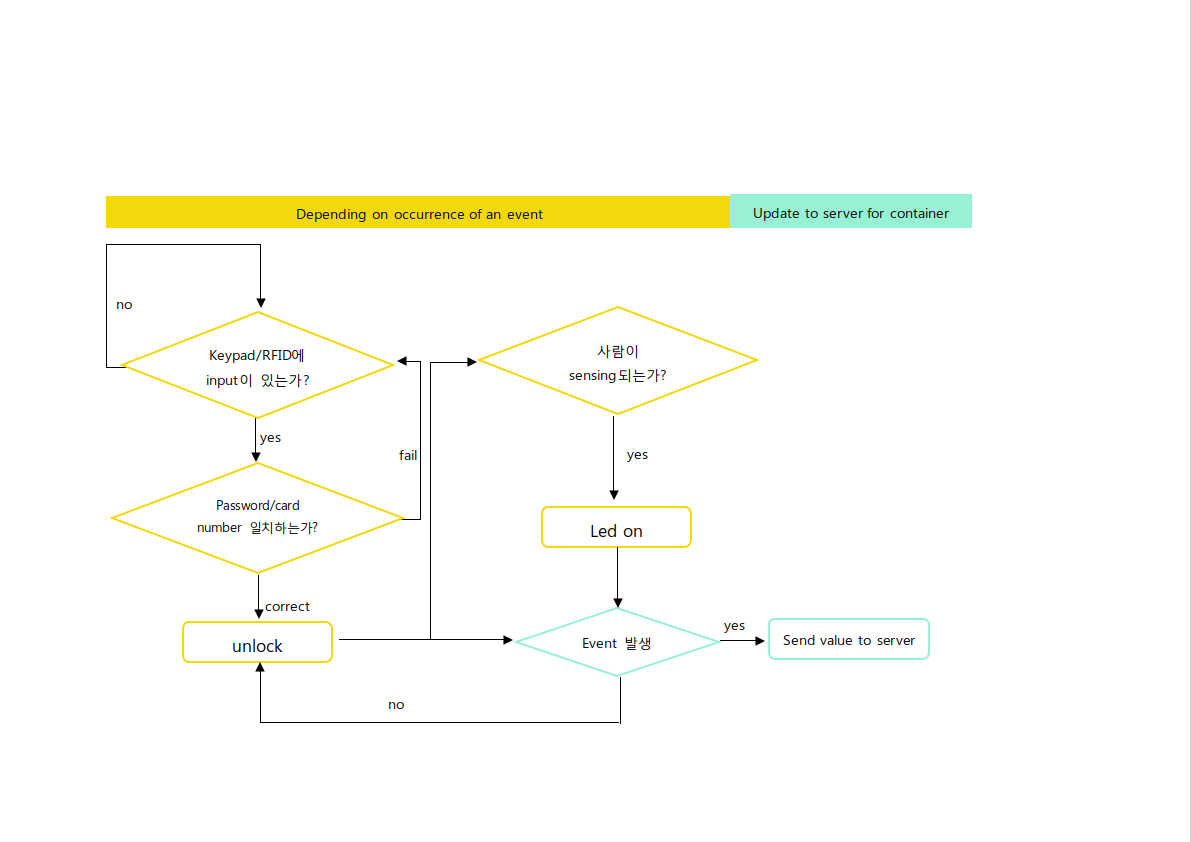 Depending on occurrence of an event
Update to server for container
no
Keypad/RFID에
input이 있는가?
yes
fail
Password/card
number 일치하는가?
correct
unlock
사람이
sensing되는가?
yes
Led on
Event 발생
yes
Send value to server
no